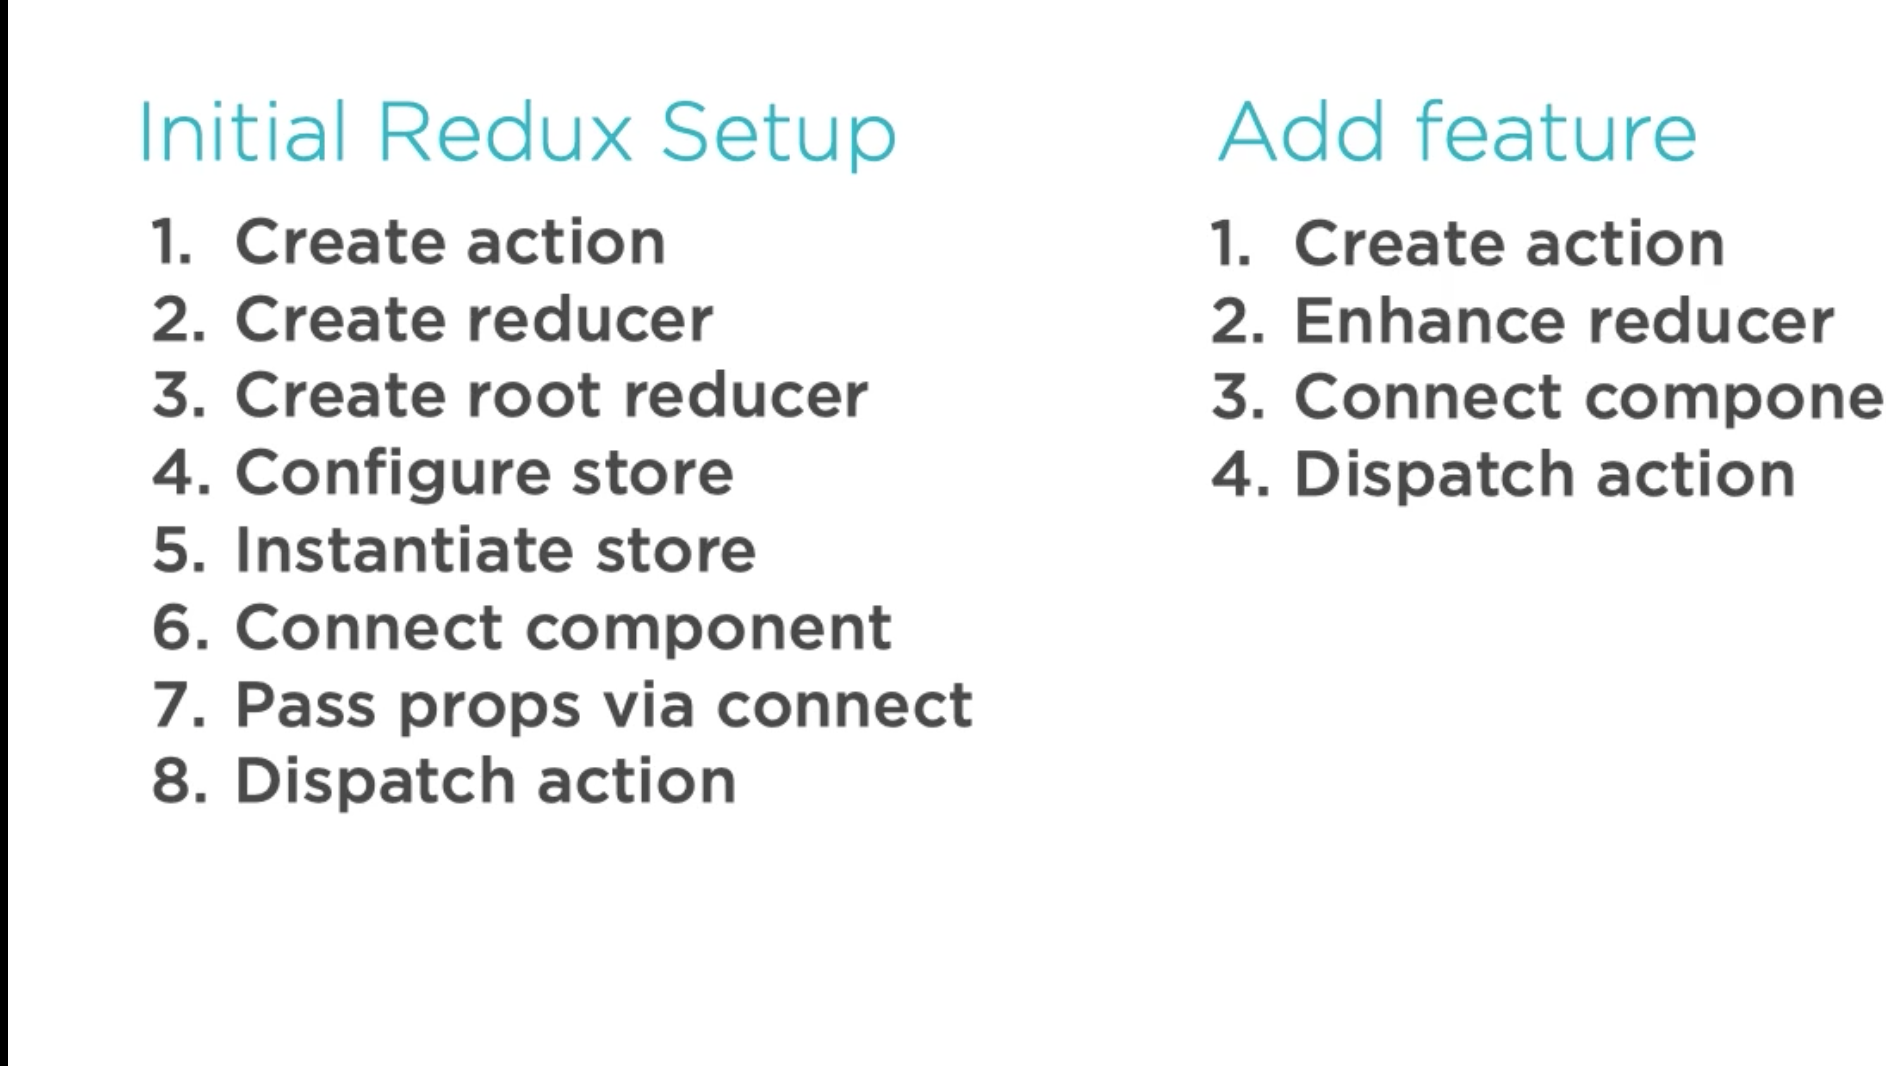 Initial Redux Setup
1. Create action
2. Create reducer
3. Create root reducer
4. Configure store
5. Instantiate store
6. Connect component
7. Pass props via connect
8. Dispatch action
Add feature
1. Create action
2. Enhance reducer
3. Connect compone
4. Dispatch action